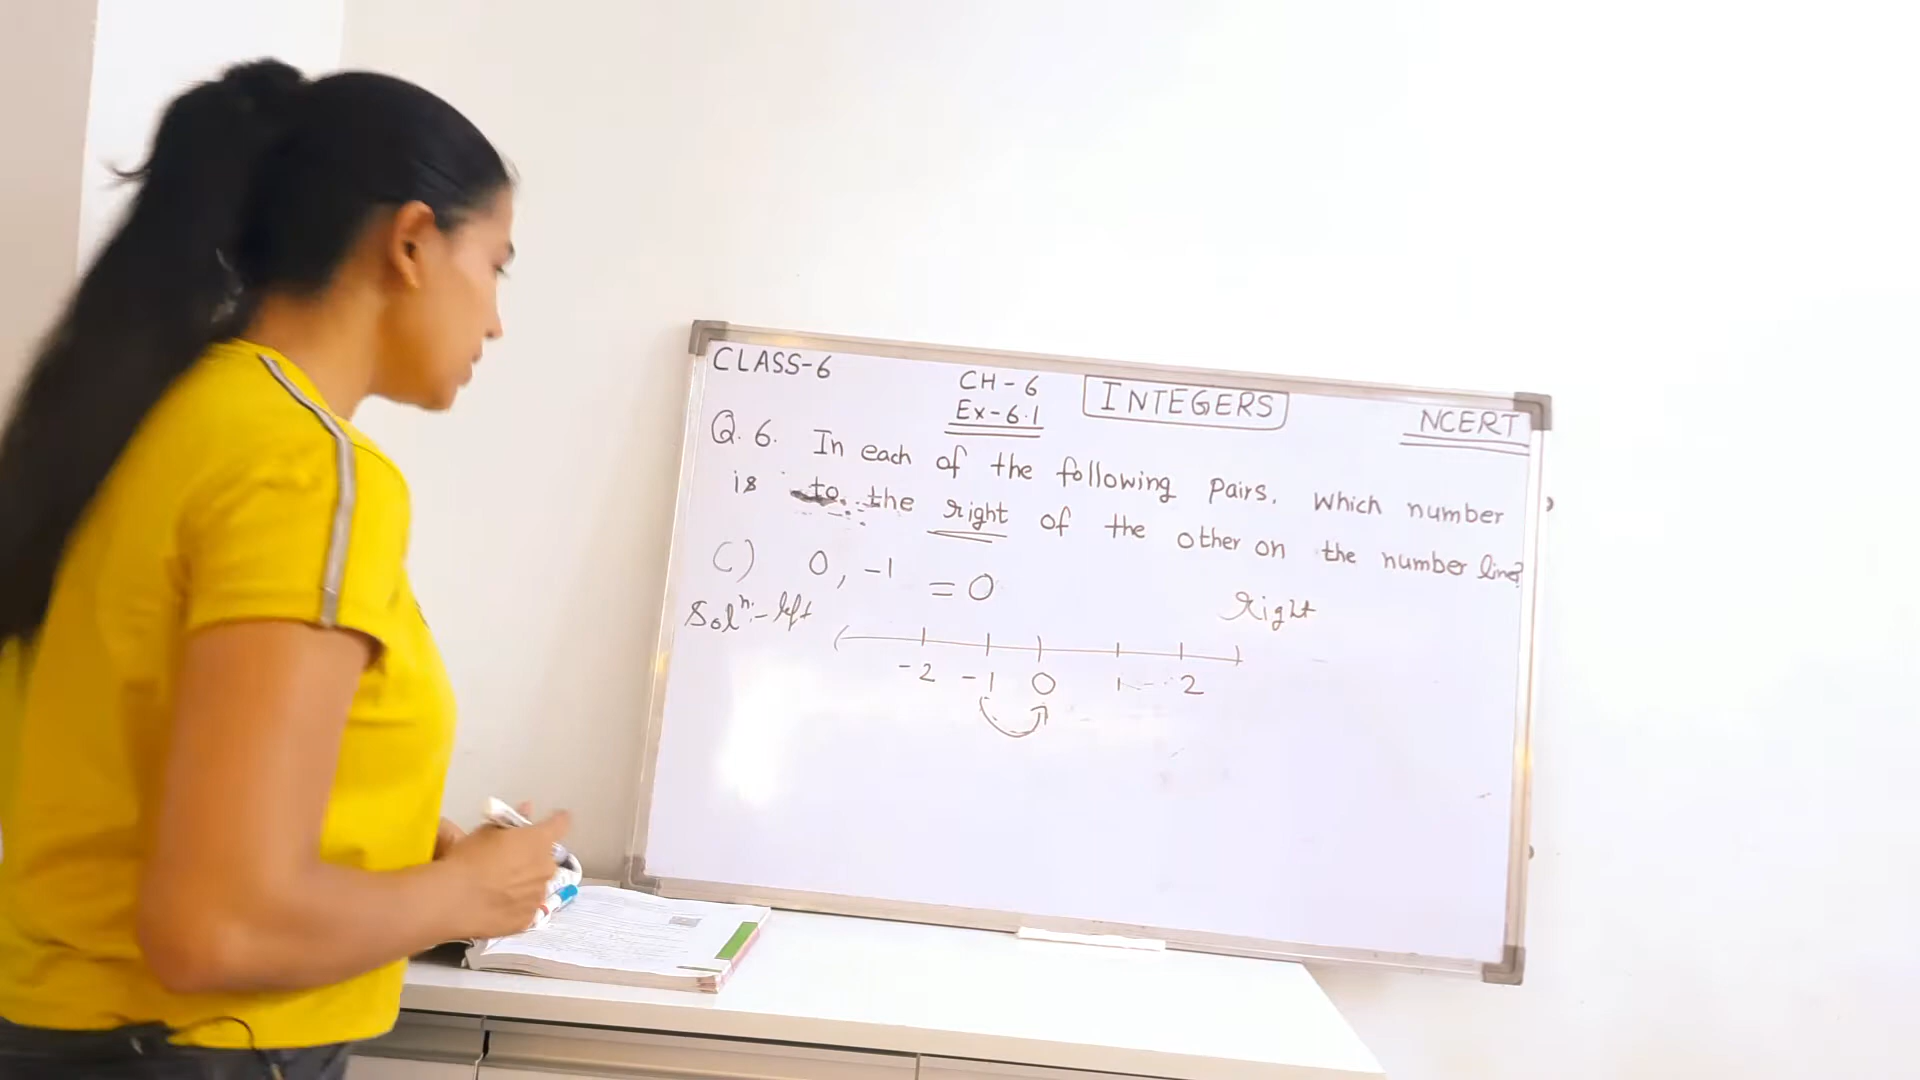 CLASS-6
CH-6
Ex-6.1
INTEGERS
NCERT
Q.6. In each of the following pairs, which number
is to the right of the other on the number line?
C) 0, -1 = 0
Solⁿ:- left
right
-2 -1 0 1 2